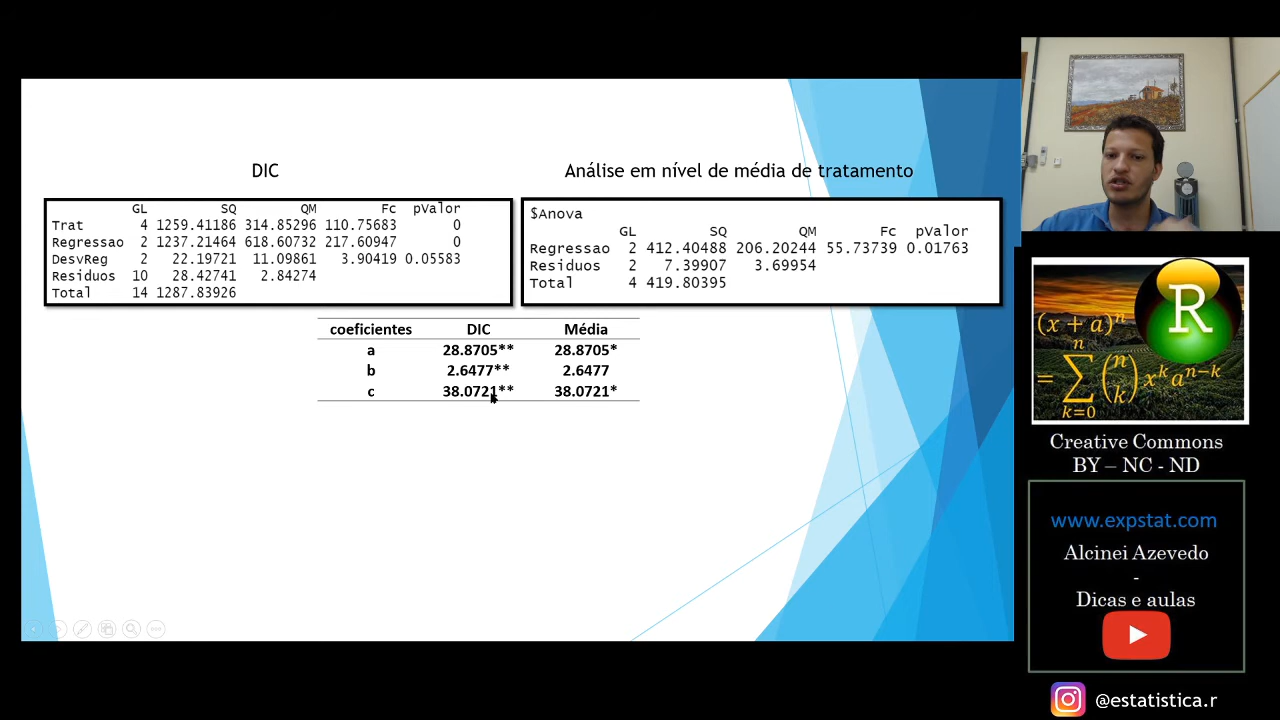 DIC
GL SQ QM Fc pValor
Trat 4 1259.41186 314.85296 110.75683 0
Regressao 2 1237.21464 618.60732 217.60947 0
DesvReg 2 22.19721 11.09861 3.90419 0.05583
Residuos 10 28.42741 2.84274
Total 14 1287.83926
Análise em nível de média de tratamento
$Anova
GL SQ QM Fc pValor
Regressao 2 412.40488 206.20244 55.73739 0.01763
Residuos 2 7.39907 3.69954
Total 4 419.80395
coeficientes DIC Média
a 28.8705** 28.8705*
b 2.6477** 2.6477
c 38.0721** 38.0721*
R
(x + a)^n
= ∑_{k=0}^{n} (n k) x^k a^{n-k}
Creative Commons
BY – NC - ND
www.expstat.com
Alcinei Azevedo
-
Dicas e aulas
@estatistica.r